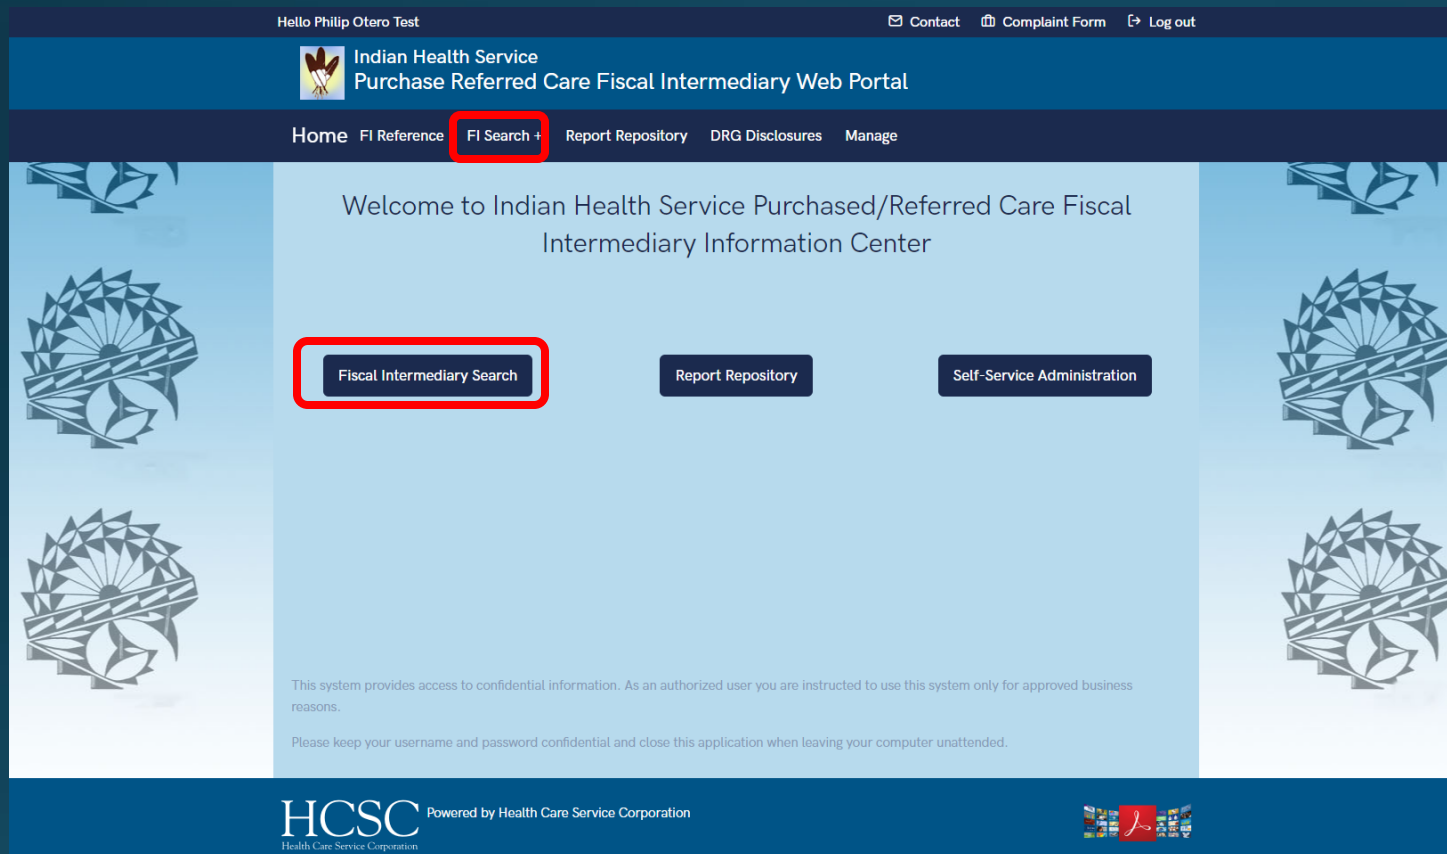 Hello Philip Otero Test
Contact
Complaint Form
Log out
Indian Health Service
Purchase Referred Care Fiscal Intermediary Web Portal
Home FI Reference FI Search + Report Repository DRG Disclosures Manage
Welcome to Indian Health Service Purchased/Referred Care Fiscal
Intermediary Information Center
Fiscal Intermediary Search
Report Repository
Self-Service Administration
This system provides access to confidential information. As an authorized user you are instructed to use this system only for approved business
reasons.
Please keep your username and password confidential and close this application when leaving your computer unattended.
HCSC
Health Care Service Corporation
Powered by Health Care Service Corporation